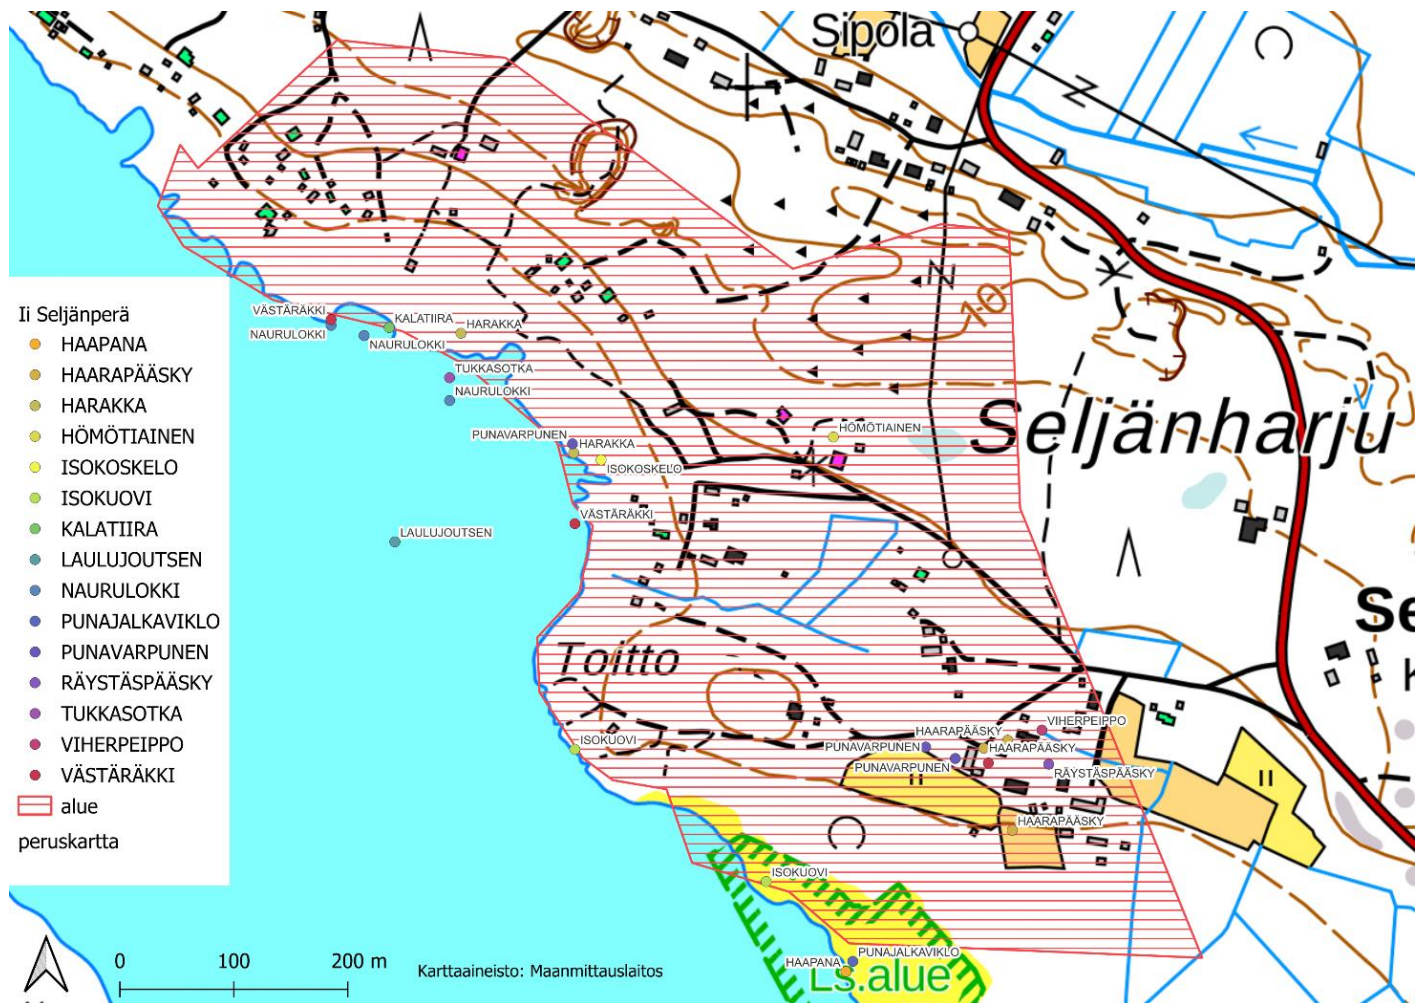 Sipola
10
Seljänharju
Se
K
Toitto
Ls.alue
VÄSTÄRÄKKI
KALATIIRA
NAURULOKKI
NAURULOKKI
HARAKKA
TUKKASOTKA
NAURULOKKI
PUNAVARPUNEN
HARAKKA
ISOKOSKELO
HÖMÖTIAINEN
VÄSTÄRÄKKI
LAULUJOUTSEN
ISOKUOVI
HAARAPÄÄSKY
VIHERPEIPPO
PUNAVARPUNEN
HAARAPÄÄSKY
PUNAVARPUNEN
RÄYSTÄSPÄÄSKY
HAARAPÄÄSKY
ISOKUOVI
PUNAJALKAVIKLO
HAAPANA
Ii Seljänperä
HAAPANA
HAARAPÄÄSKY
HARAKKA
HÖMÖTIAINEN
ISOKOSKELO
ISOKUOVI
KALATIIRA
LAULUJOUTSEN
NAURULOKKI
PUNAJALKAVIKLO
PUNAVARPUNEN
RÄYSTÄSPÄÄSKY
TUKKASOTKA
VIHERPEIPPO
VÄSTÄRÄKKI
alue
peruskartta
0 100 200 m
Karttaaineisto: Maanmittauslaitos